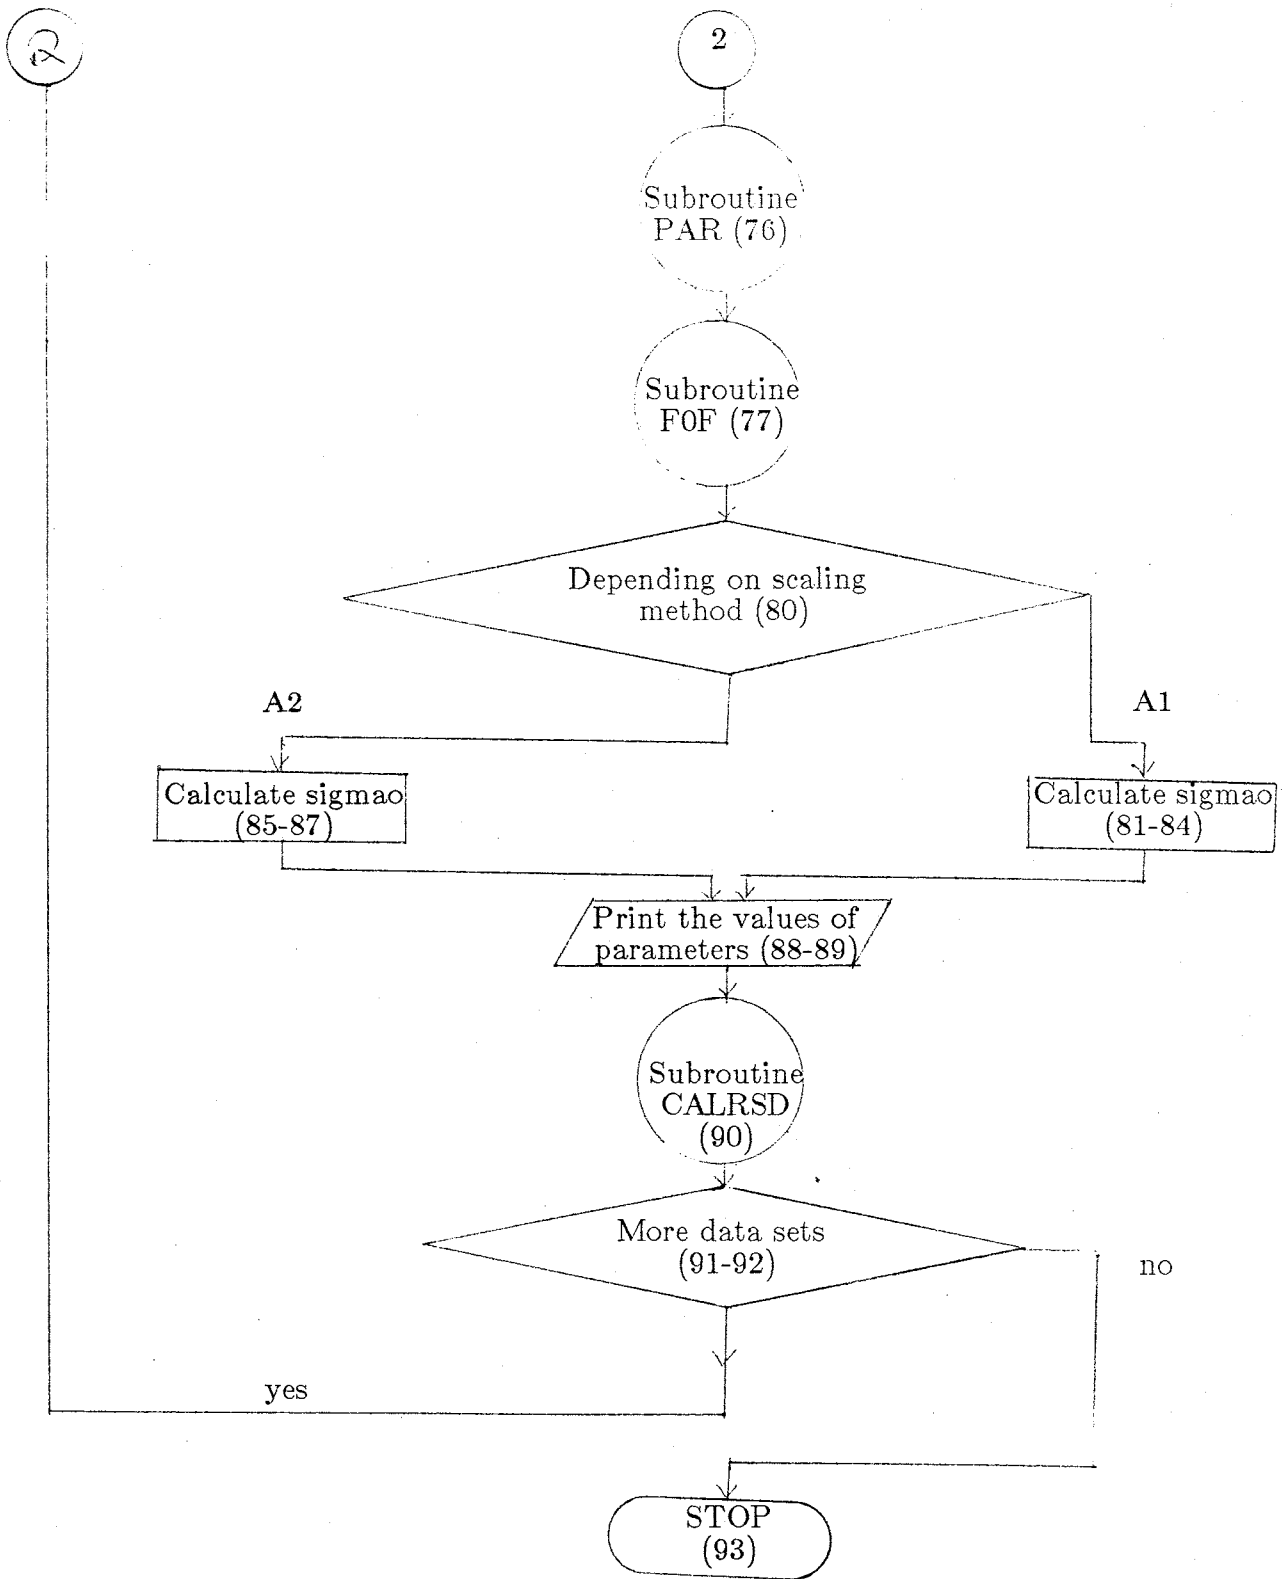 Q
2
Subroutine
PAR (76)
Subroutine
F0F (77)
Depending on scaling
method (80)
A2
A1
Calculate sigmao
(85-87)
Calculate sigmao
(81-84)
Print the values of
parameters (88-89)
Subroutine
CALRSD
(90)
More data sets
(91-92)
no
yes
STOP
(93)